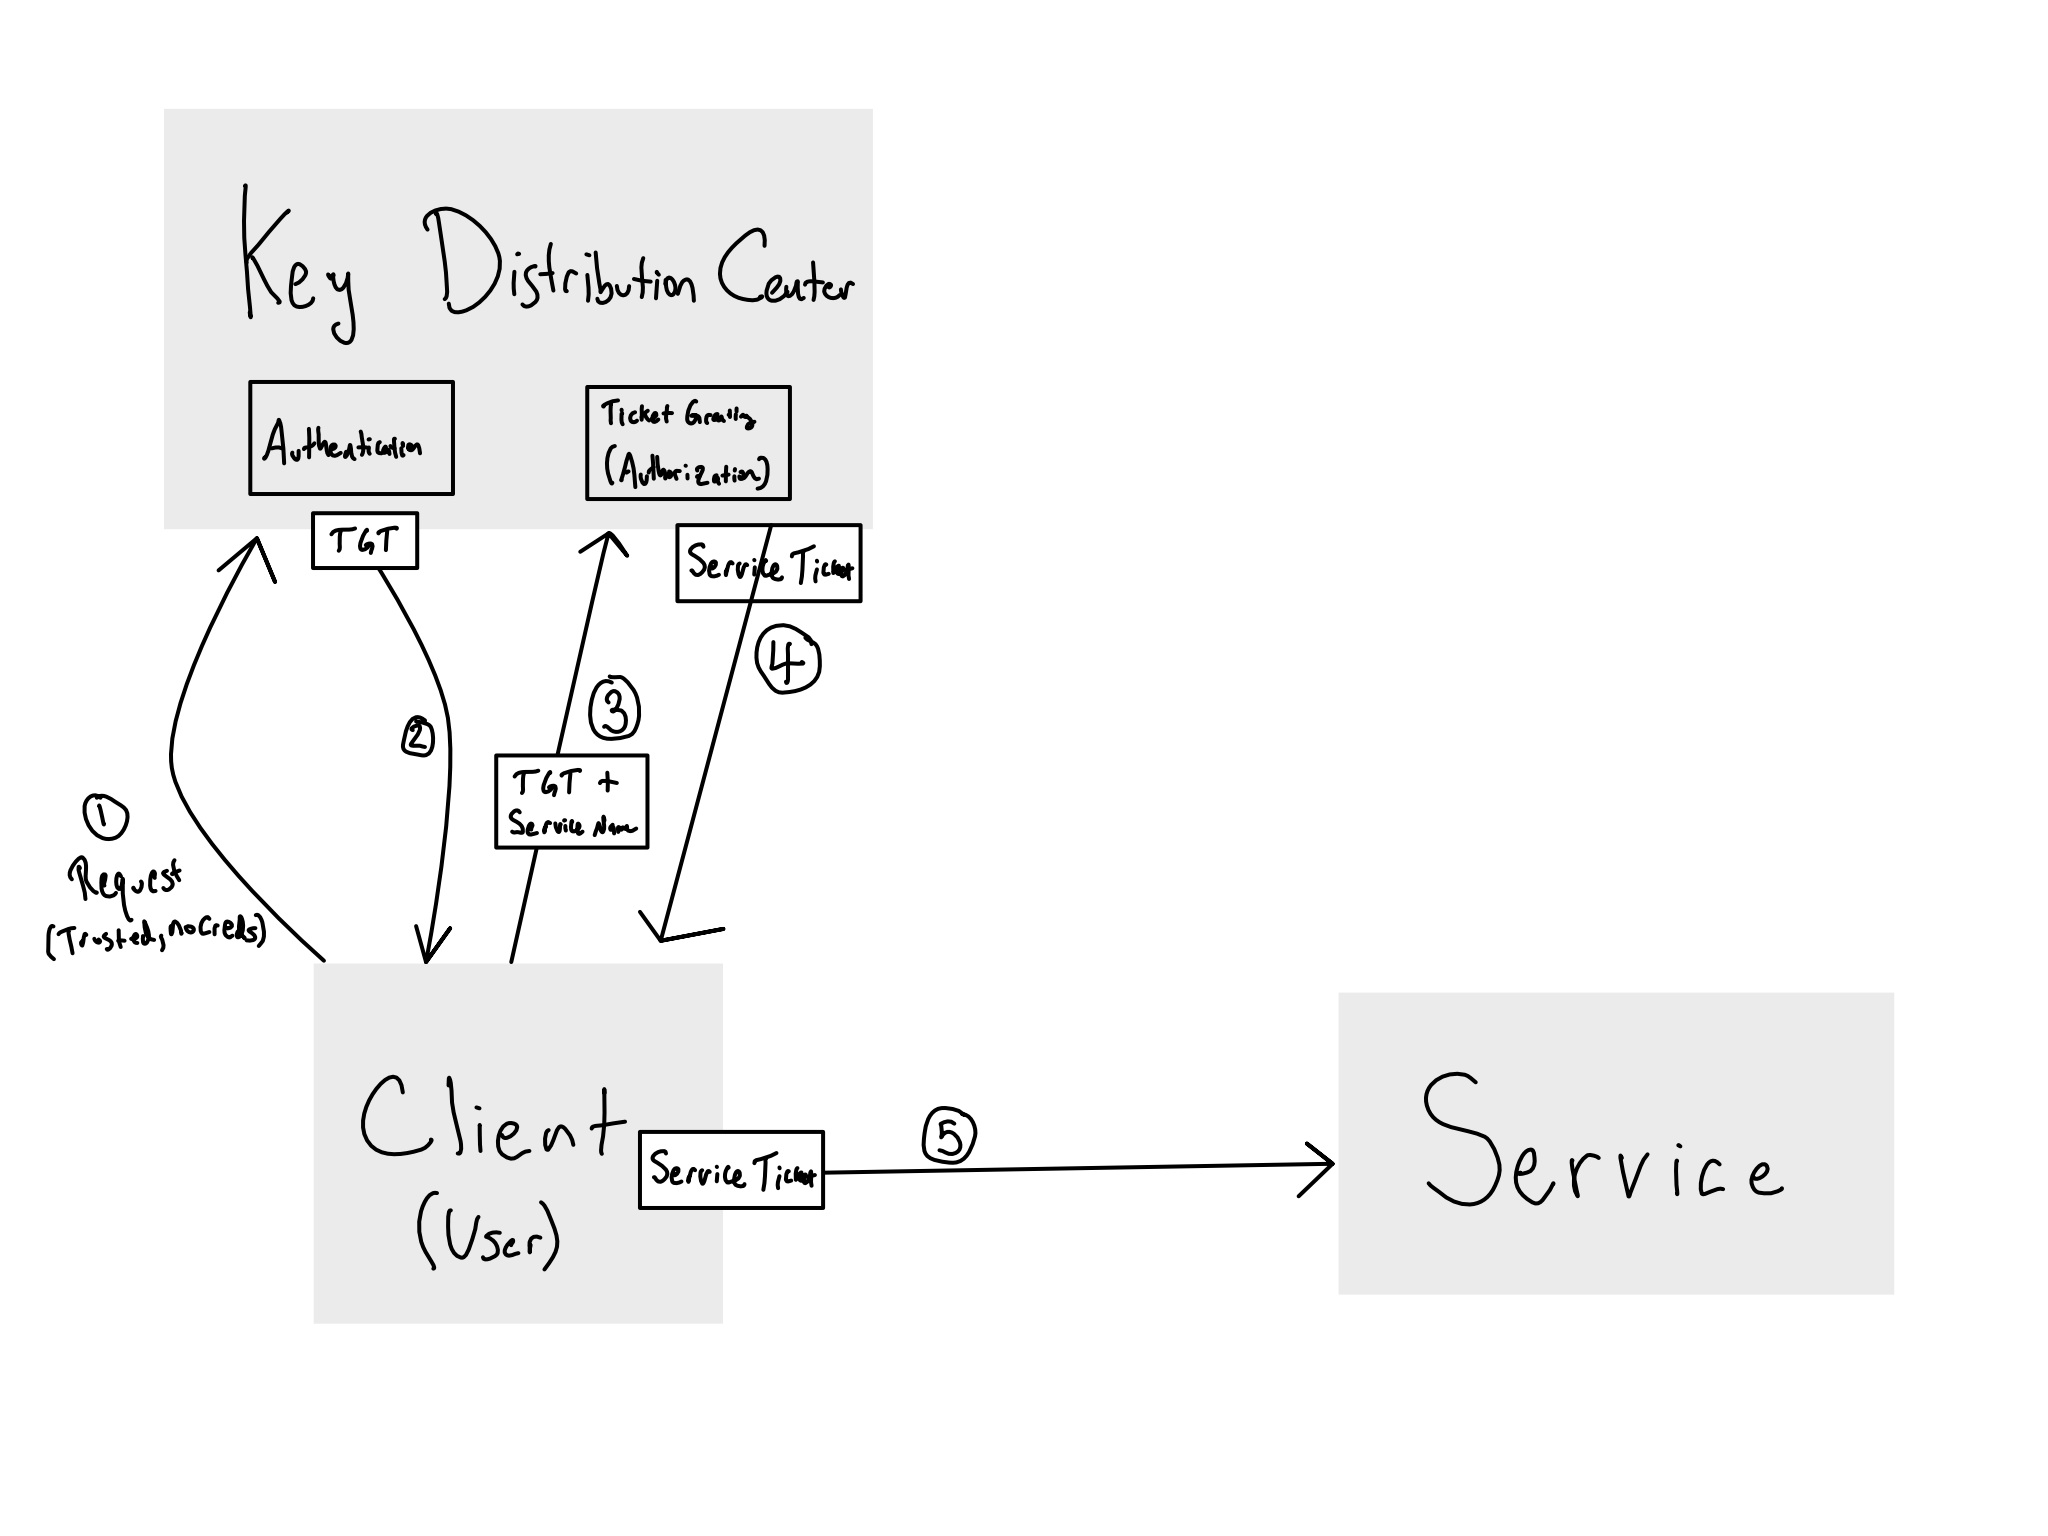 Key Distribution Center
Authentication
Ticket Granting
(Authorization)
TGT
Service Ticket
4
3
2
TGT +
Service Name
1
Request
(Trusted, no creds)
Client
(User)
Service Ticket
5
Service